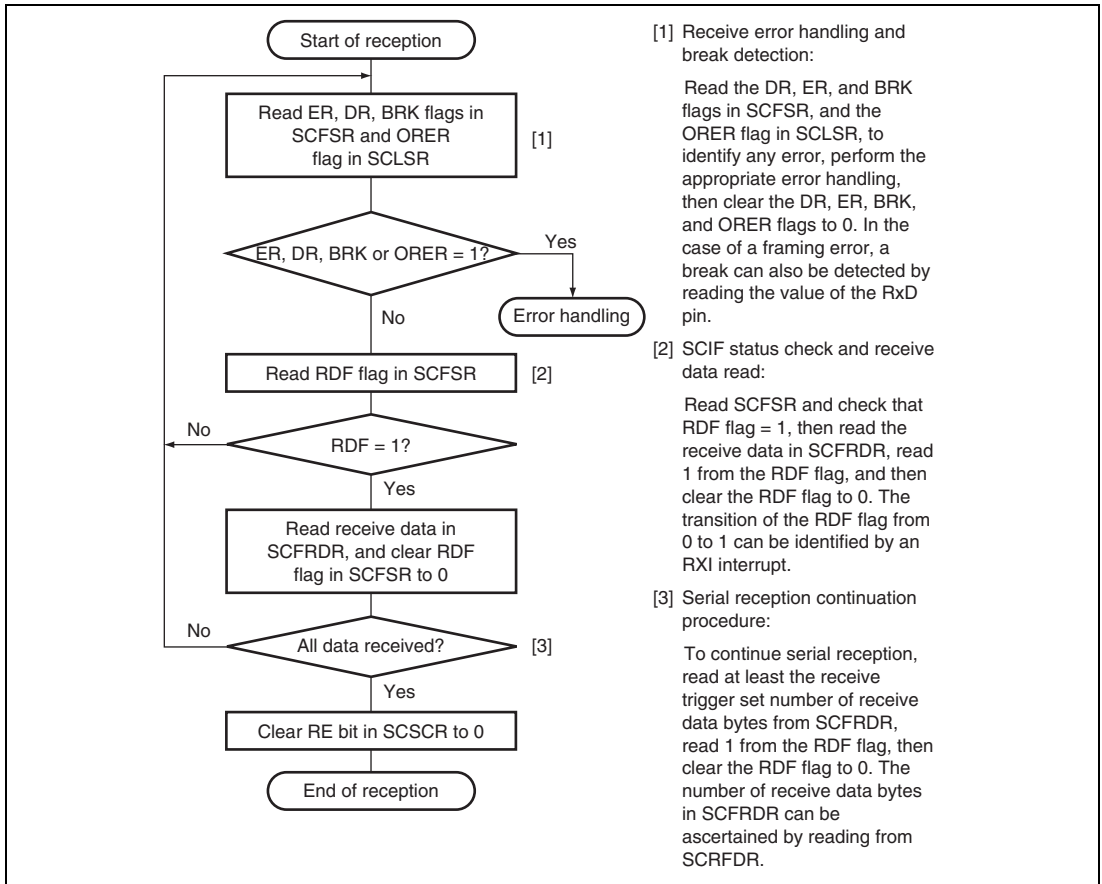 Start of reception
Read ER, DR, BRK flags in
SCFSR and ORER
flag in SCLSR
[1]
ER, DR, BRK or ORER = 1?
Yes
Error handling
No
Read RDF flag in SCFSR
[2]
No
RDF = 1?
Yes
Read receive data in
SCFRDR, and clear RDF
flag in SCFSR to 0
No
All data received?
[3]
Yes
Clear RE bit in SCSCR to 0
End of reception
[1] Receive error handling and
break detection:
Read the DR, ER, and BRK
flags in SCFSR, and the
ORER flag in SCLSR, to
identify any error, perform the
appropriate error handling,
then clear the DR, ER, BRK,
and ORER flags to 0. In the
case of a framing error, a
break can also be detected by
reading the value of the RxD
pin.
[2] SCIF status check and receive
data read:
Read SCFSR and check that
RDF flag = 1, then read the
receive data in SCFRDR, read
1 from the RDF flag, and then
clear the RDF flag to 0. The
transition of the RDF flag from
0 to 1 can be identified by an
RXI interrupt.
[3] Serial reception continuation
procedure:
To continue serial reception,
read at least the receive
trigger set number of receive
data bytes from SCFRDR,
read 1 from the RDF flag, then
clear the RDF flag to 0. The
number of receive data bytes
in SCFRDR can be
ascertained by reading from
SCRFDR.